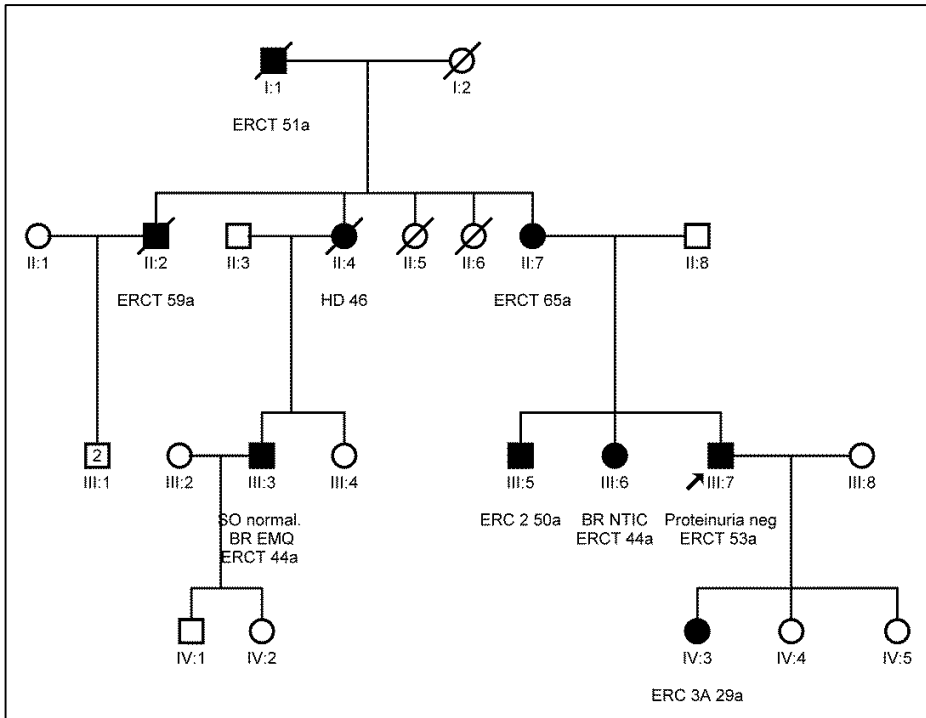 I:1
I:2
ERCT 51a
II:1
II:2
II:3
II:4
II:5
II:6
II:7
II:8
ERCT 59a
HD 46
ERCT 65a
2
III:1
III:2
III:3
III:4
III:5
III:6
III:7
III:8
SO normal.
BR EMQ
ERCT 44a
ERC 2 50a
BR NTIC
ERCT 44a
Proteinuria neg
ERCT 53a
IV:1
IV:2
IV:3
IV:4
IV:5
ERC 3A 29a